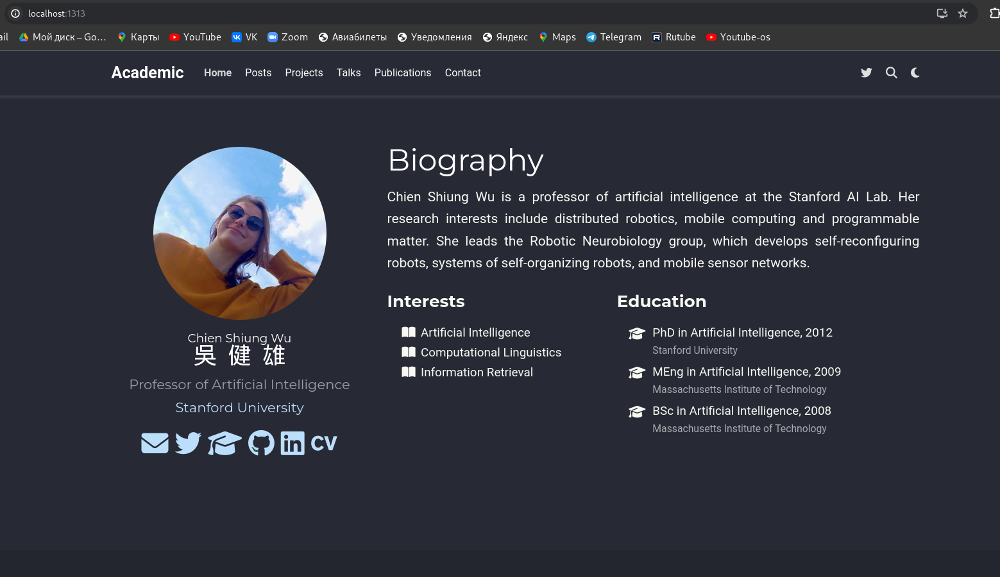 localhost:1313
ail Мой диск – Go... Карты YouTube VK Zoom Авиабилеты Уведомления Яндекс Maps Telegram Rutube Youtube-os
Academic Home Posts Projects Talks Publications Contact
Biography
Chien Shiung Wu is a professor of artificial intelligence at the Stanford AI Lab. Her
research interests include distributed robotics, mobile computing and programmable
matter. She leads the Robotic Neurobiology group, which develops self-reconfiguring
robots, systems of self-organizing robots, and mobile sensor networks.
Chien Shiung Wu
吳健雄
Professor of Artificial Intelligence
Stanford University
CV
Interests
Artificial Intelligence
Computational Linguistics
Information Retrieval
Education
PhD in Artificial Intelligence, 2012
Stanford University
MEng in Artificial Intelligence, 2009
Massachusetts Institute of Technology
BSc in Artificial Intelligence, 2008
Massachusetts Institute of Technology